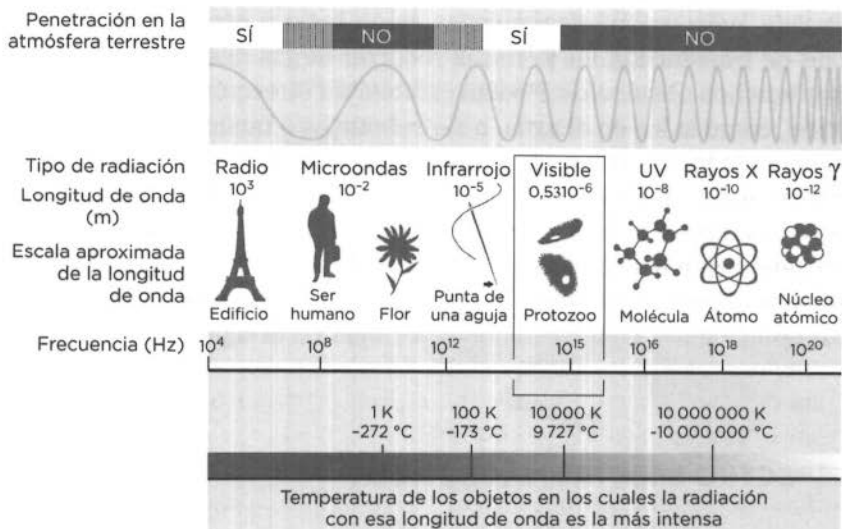 Penetración en la
atmósfera terrestre
SÍ NO SÍ NO
Tipo de radiación Radio Microondas Infrarrojo Visible UV Rayos X Rayos γ
Longitud de onda
(m)
10³ 10⁻² 10⁻⁵ 0,5310⁻⁶ 10⁻⁸ 10⁻¹⁰ 10⁻¹²
Escala aproximada
de la longitud
de onda
Edificio Ser
humano Flor Punta de
una aguja Protozoo Molécula Átomo Núcleo
atómico
Frecuencia (Hz) 10⁴ 10⁸ 10¹² 10¹⁵ 10¹⁶ 10¹⁸ 10²⁰
1 K 100 K 10 000 K 10 000 000 K
-272 °C -173 °C 9 727 °C -10 000 000 °C
Temperatura de los objetos en los cuales la radiación
con esa longitud de onda es la más intensa